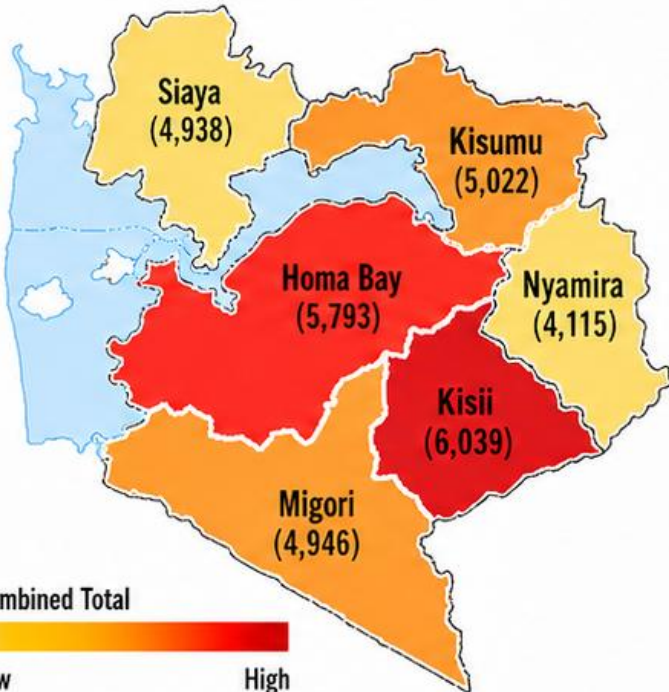 Siaya
(4,938)
Kisumu
(5,022)
Homa Bay
(5,793)
Nyamira
(4,115)
Kisii
(6,039)
Migori
(4,946)
mbined Total
w
High